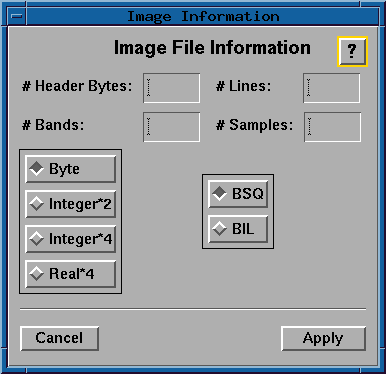 Image Information
Image File Information ?
# Header Bytes: # Lines:
# Bands: # Samples:
Byte
Integer*2
Integer*4
Real*4
BSQ
BIL
Cancel Apply